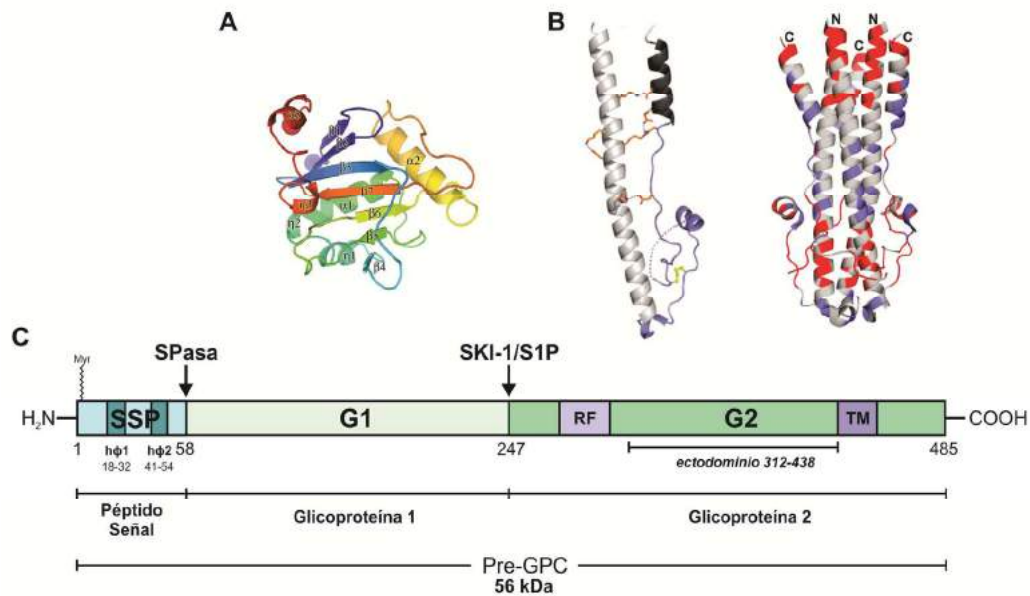 A
α3
β1
β2
β3
α2
β7
α1
η2
β6
β5
η1
β4
B
C
N
C
N
C
C
Myr
SPasa
SKI-1/S1P
H₂N
SSP
G1
RF
G2
TM
COOH
1
hϕ1
18-32
hϕ2
41-54
58
247
ectodominio 312-438
485
Péptido
Señal
Glicoproteína 1
Glicoproteína 2
Pre-GPC
56 kDa